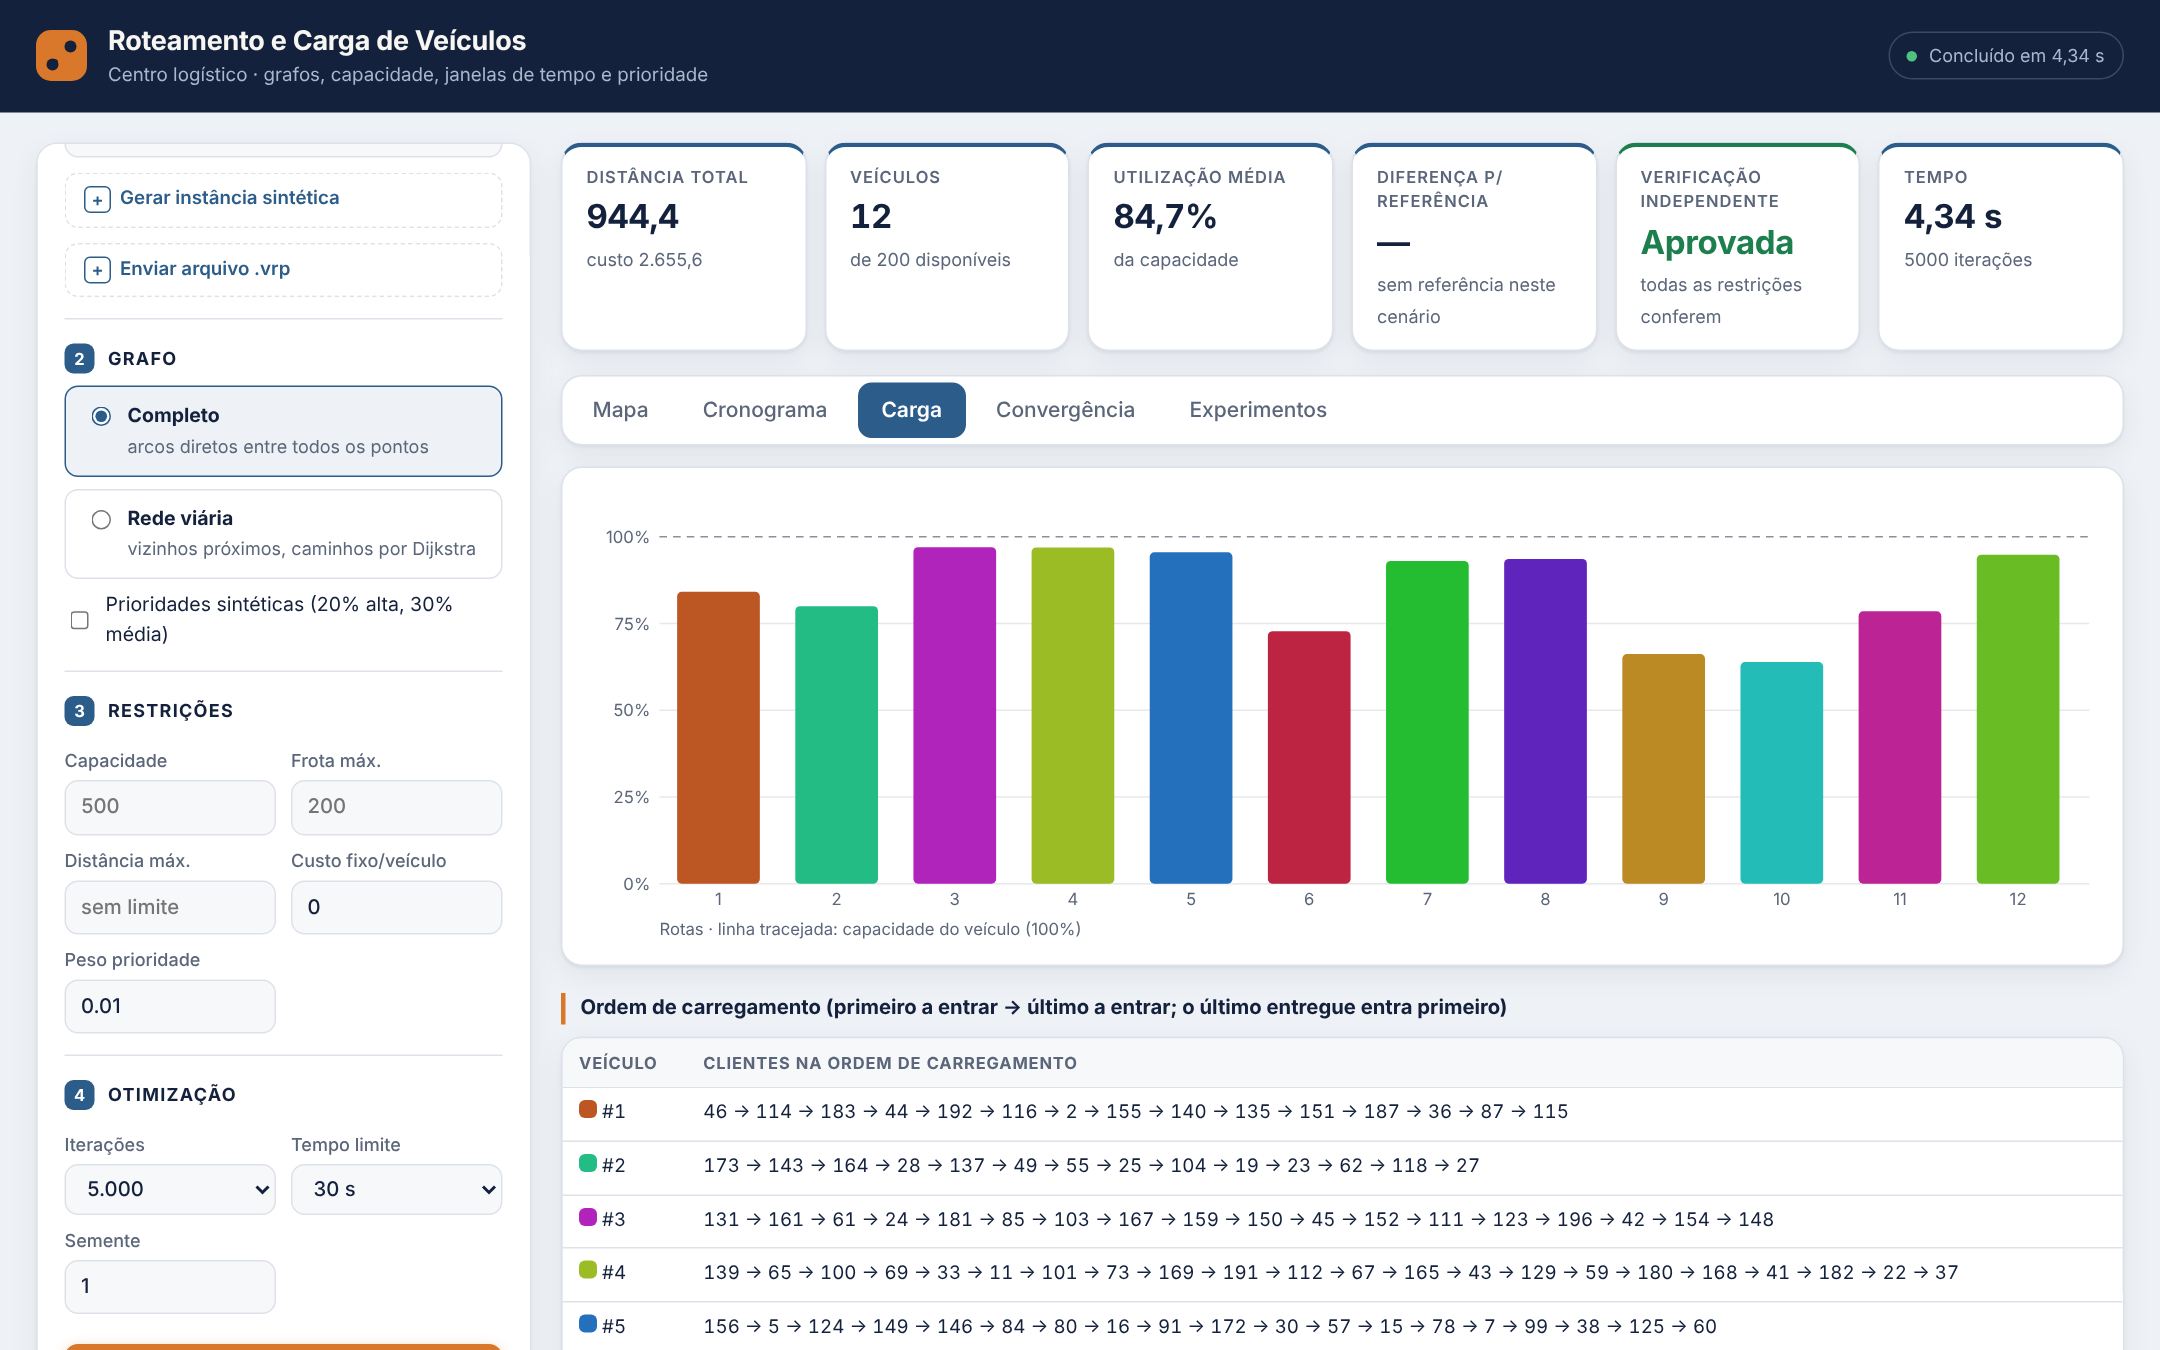 Roteamento e Carga de Veículos
Centro logístico · grafos, capacidade, janelas de tempo e prioridade
Concluído em 4,34 s
+ Gerar instância sintética
+ Enviar arquivo .vrp
2 GRAFO
Completo
arcos diretos entre todos os pontos
Rede viária
vizinhos próximos, caminhos por Dijkstra
Prioridades sintéticas (20% alta, 30%
média)
3 RESTRIÇÕES
Capacidade
Frota máx.
500
200
Distância máx.
Custo fixo/veículo
sem limite
0
Peso prioridade
0.01
4 OTIMIZAÇÃO
Iterações
Tempo limite
5.000
30 s
Semente
1
DISTÂNCIA TOTAL
944,4
custo 2.655,6
VEÍCULOS
12
de 200 disponíveis
UTILIZAÇÃO MÉDIA
84,7%
da capacidade
DIFERENÇA P/
REFERÊNCIA
—
sem referência neste
cenário
VERIFICAÇÃO
INDEPENDENTE
Aprovada
todas as restrições
conferem
TEMPO
4,34 s
5000 iterações
Mapa
Cronograma
Carga
Convergência
Experimentos
100%
75%
50%
25%
0%
1 2 3 4 5 6 7 8 9 10 11 12
Rotas · linha tracejada: capacidade do veículo (100%)
Ordem de carregamento (primeiro a entrar → último a entrar; o último entregue entra primeiro)
VEÍCULO CLIENTES NA ORDEM DE CARREGAMENTO
#1 46 → 114 → 183 → 44 → 192 → 116 → 2 → 155 → 140 → 135 → 151 → 187 → 36 → 87 → 115
#2 173 → 143 → 164 → 28 → 137 → 49 → 55 → 25 → 104 → 19 → 23 → 62 → 118 → 27
#3 131 → 161 → 61 → 24 → 181 → 85 → 103 → 167 → 159 → 150 → 45 → 152 → 111 → 123 → 196 → 42 → 154 → 148
#4 139 → 65 → 100 → 69 → 33 → 11 → 101 → 73 → 169 → 191 → 112 → 67 → 165 → 43 → 129 → 59 → 180 → 168 → 41 → 182 → 22 → 37
#5 156 → 5 → 124 → 149 → 146 → 84 → 80 → 16 → 91 → 172 → 30 → 57 → 15 → 78 → 7 → 99 → 38 → 125 → 60